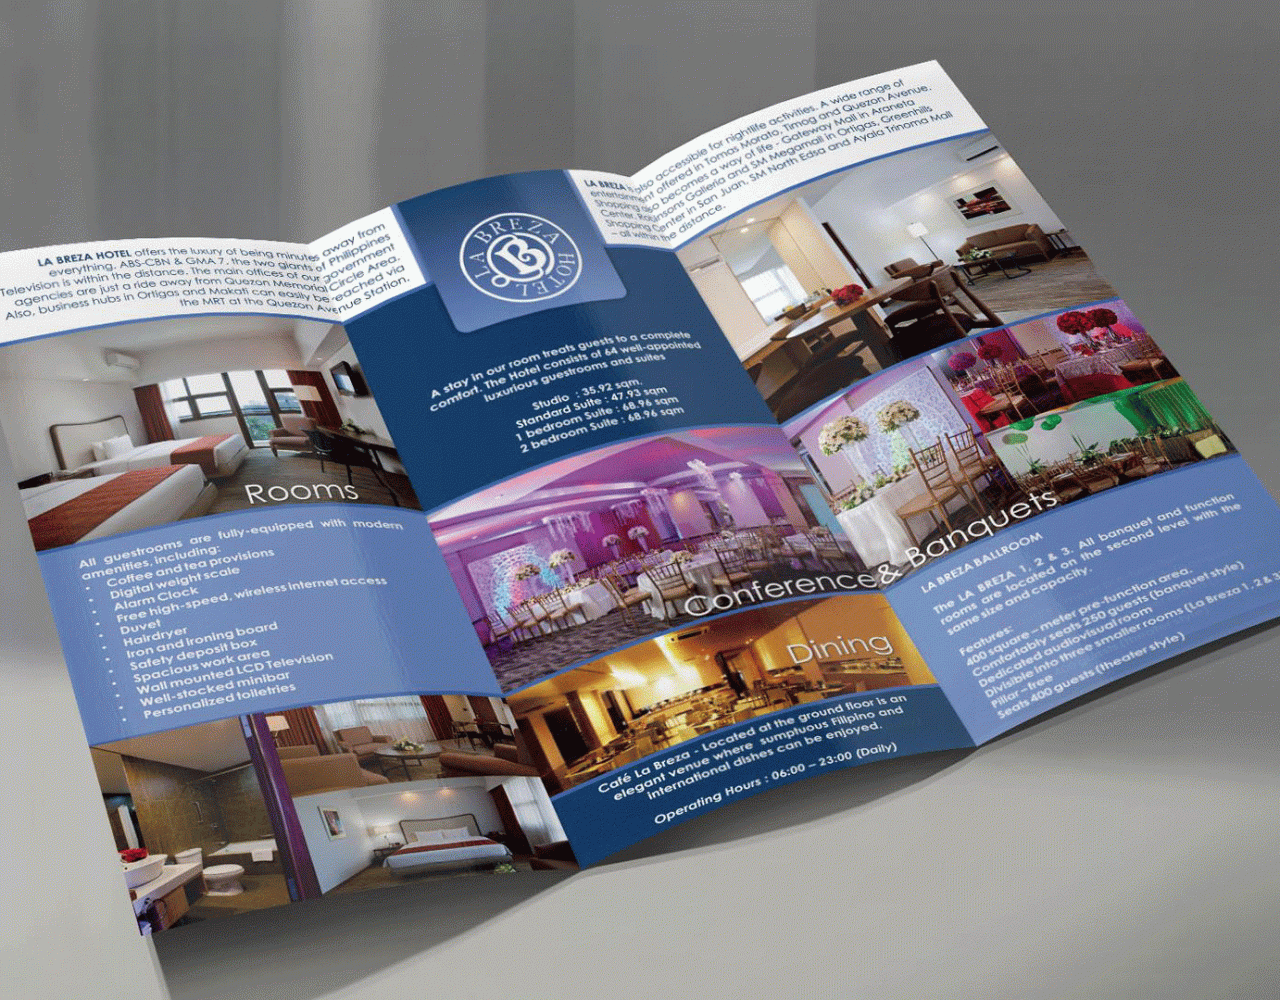 LA BREZA HOTEL offers the luxury of being minutes away from
everything, ABS-CBN & GMA 7, the two giants of Philippines
Television is within the distance. The main offices of our government
agencies are just a ride away from Quezon Memorial Circle Area.
Also, business hubs in Ortigas and Makati can easily be reached via
the MRT at the Quezon Avenue Station.
Rooms
All guestrooms are fully-equipped with modern
amenities, including:
• Coffee and tea provisions
• Digital weight scale
• Alarm Clock
• Free high-speed, wireless internet access
• Duvet
• Hairdryer
• Iron and Ironing board
• Safety deposit box
• Spacious work area
• Wall mounted LCD Television
• Well-stocked minibar
• Personalized toiletries
LA BREZA HOTEL
B
A stay in our room treats guests to a complete
comfort. The Hotel consists of 64 well-appointed
luxurious guestrooms and suites
Studio : 35.92 sqm.
Standard Suite : 47.93 sqm
1 bedroom Suite : 68.96 sqm
2 bedroom Suite : 68.96 sqm
Conference & Banquets
Dining
Café La Breza - Located at the ground floor is an
elegant venue where sumptuous Filipino and
international dishes can be enjoyed.
Operating Hours : 06:00 – 23:00 (Daily)
LA BREZA is also accessible for nightlife activities. A wide range of
entertainment offered in Tomas Morato, Timog and Quezon Avenue.
Shopping also becomes a way of life - Gateway Mall in Araneta
Center, Robinsons Galleria and SM Megamall in Ortigas, Greenhills
Shopping Center in San Juan, SM North Edsa and Ayala Trinoma Mall
– all within the distance.
LA BREZA BALLROOM
The LA BREZA 1, 2 & 3. All banquet and function
rooms are located on the second level with the
same size and capacity.
Features:
400 square – meter pre-function area.
Comfortably seats 250 guests (banquet style)
Dedicated audiovisual room
Divisible into three smaller rooms (La Breza 1, 2 & 3
Pillar – free
Seats 400 guests (theater style)